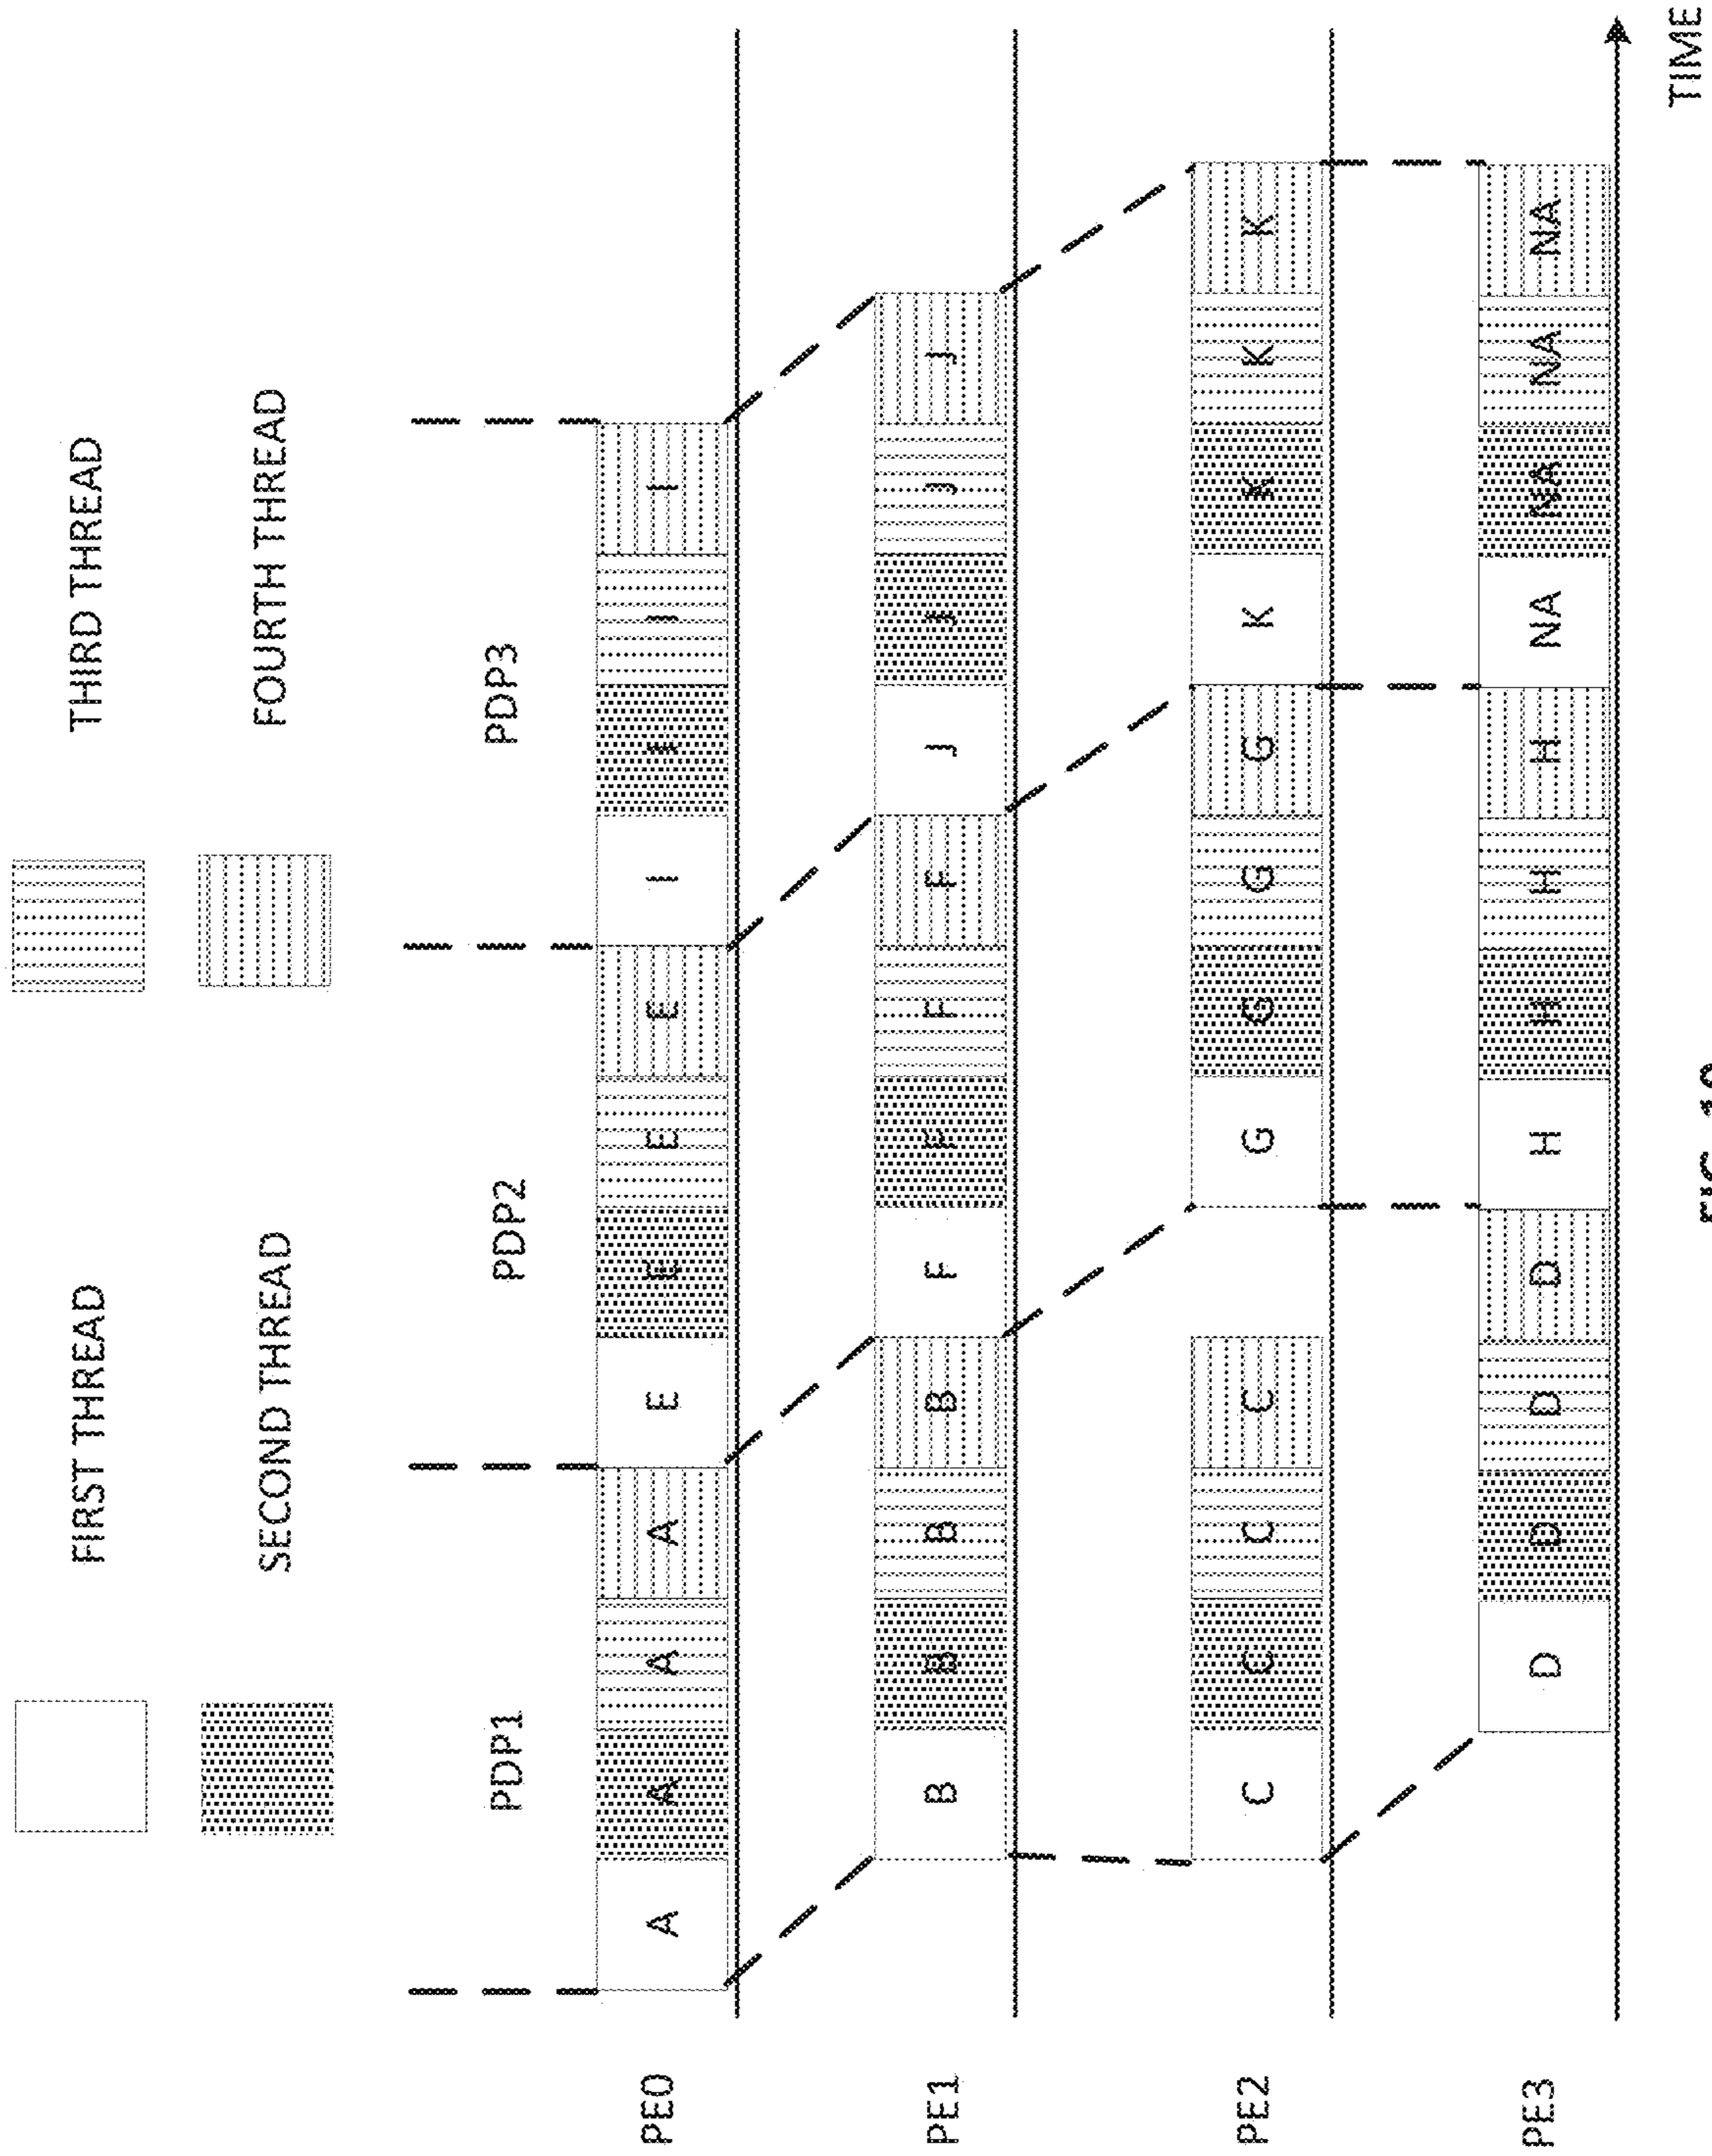 FIRST THREAD THIRD THREAD
SECOND THREAD FOURTH THREAD
PDP1 PDP2 PDP3
PE0 A A A A E E E E I I I I
PE1 B B B B F F F F J J J J
PE2 C C C C G G G G K K K K
PE3 D D D D H H H H NA NA NA NA
TIME
FIG.